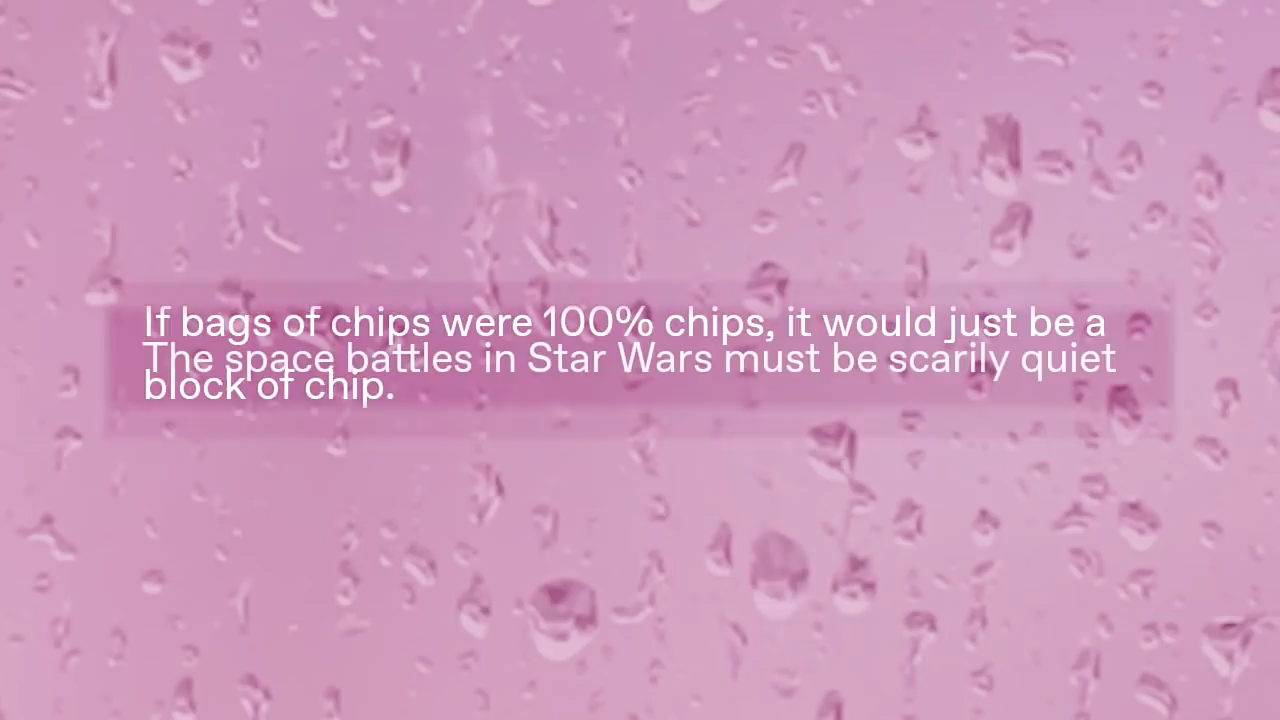 If bags of chips were 100% chips, it would just be a
The space battles in Star Wars must be scarily quiet
block of chip.